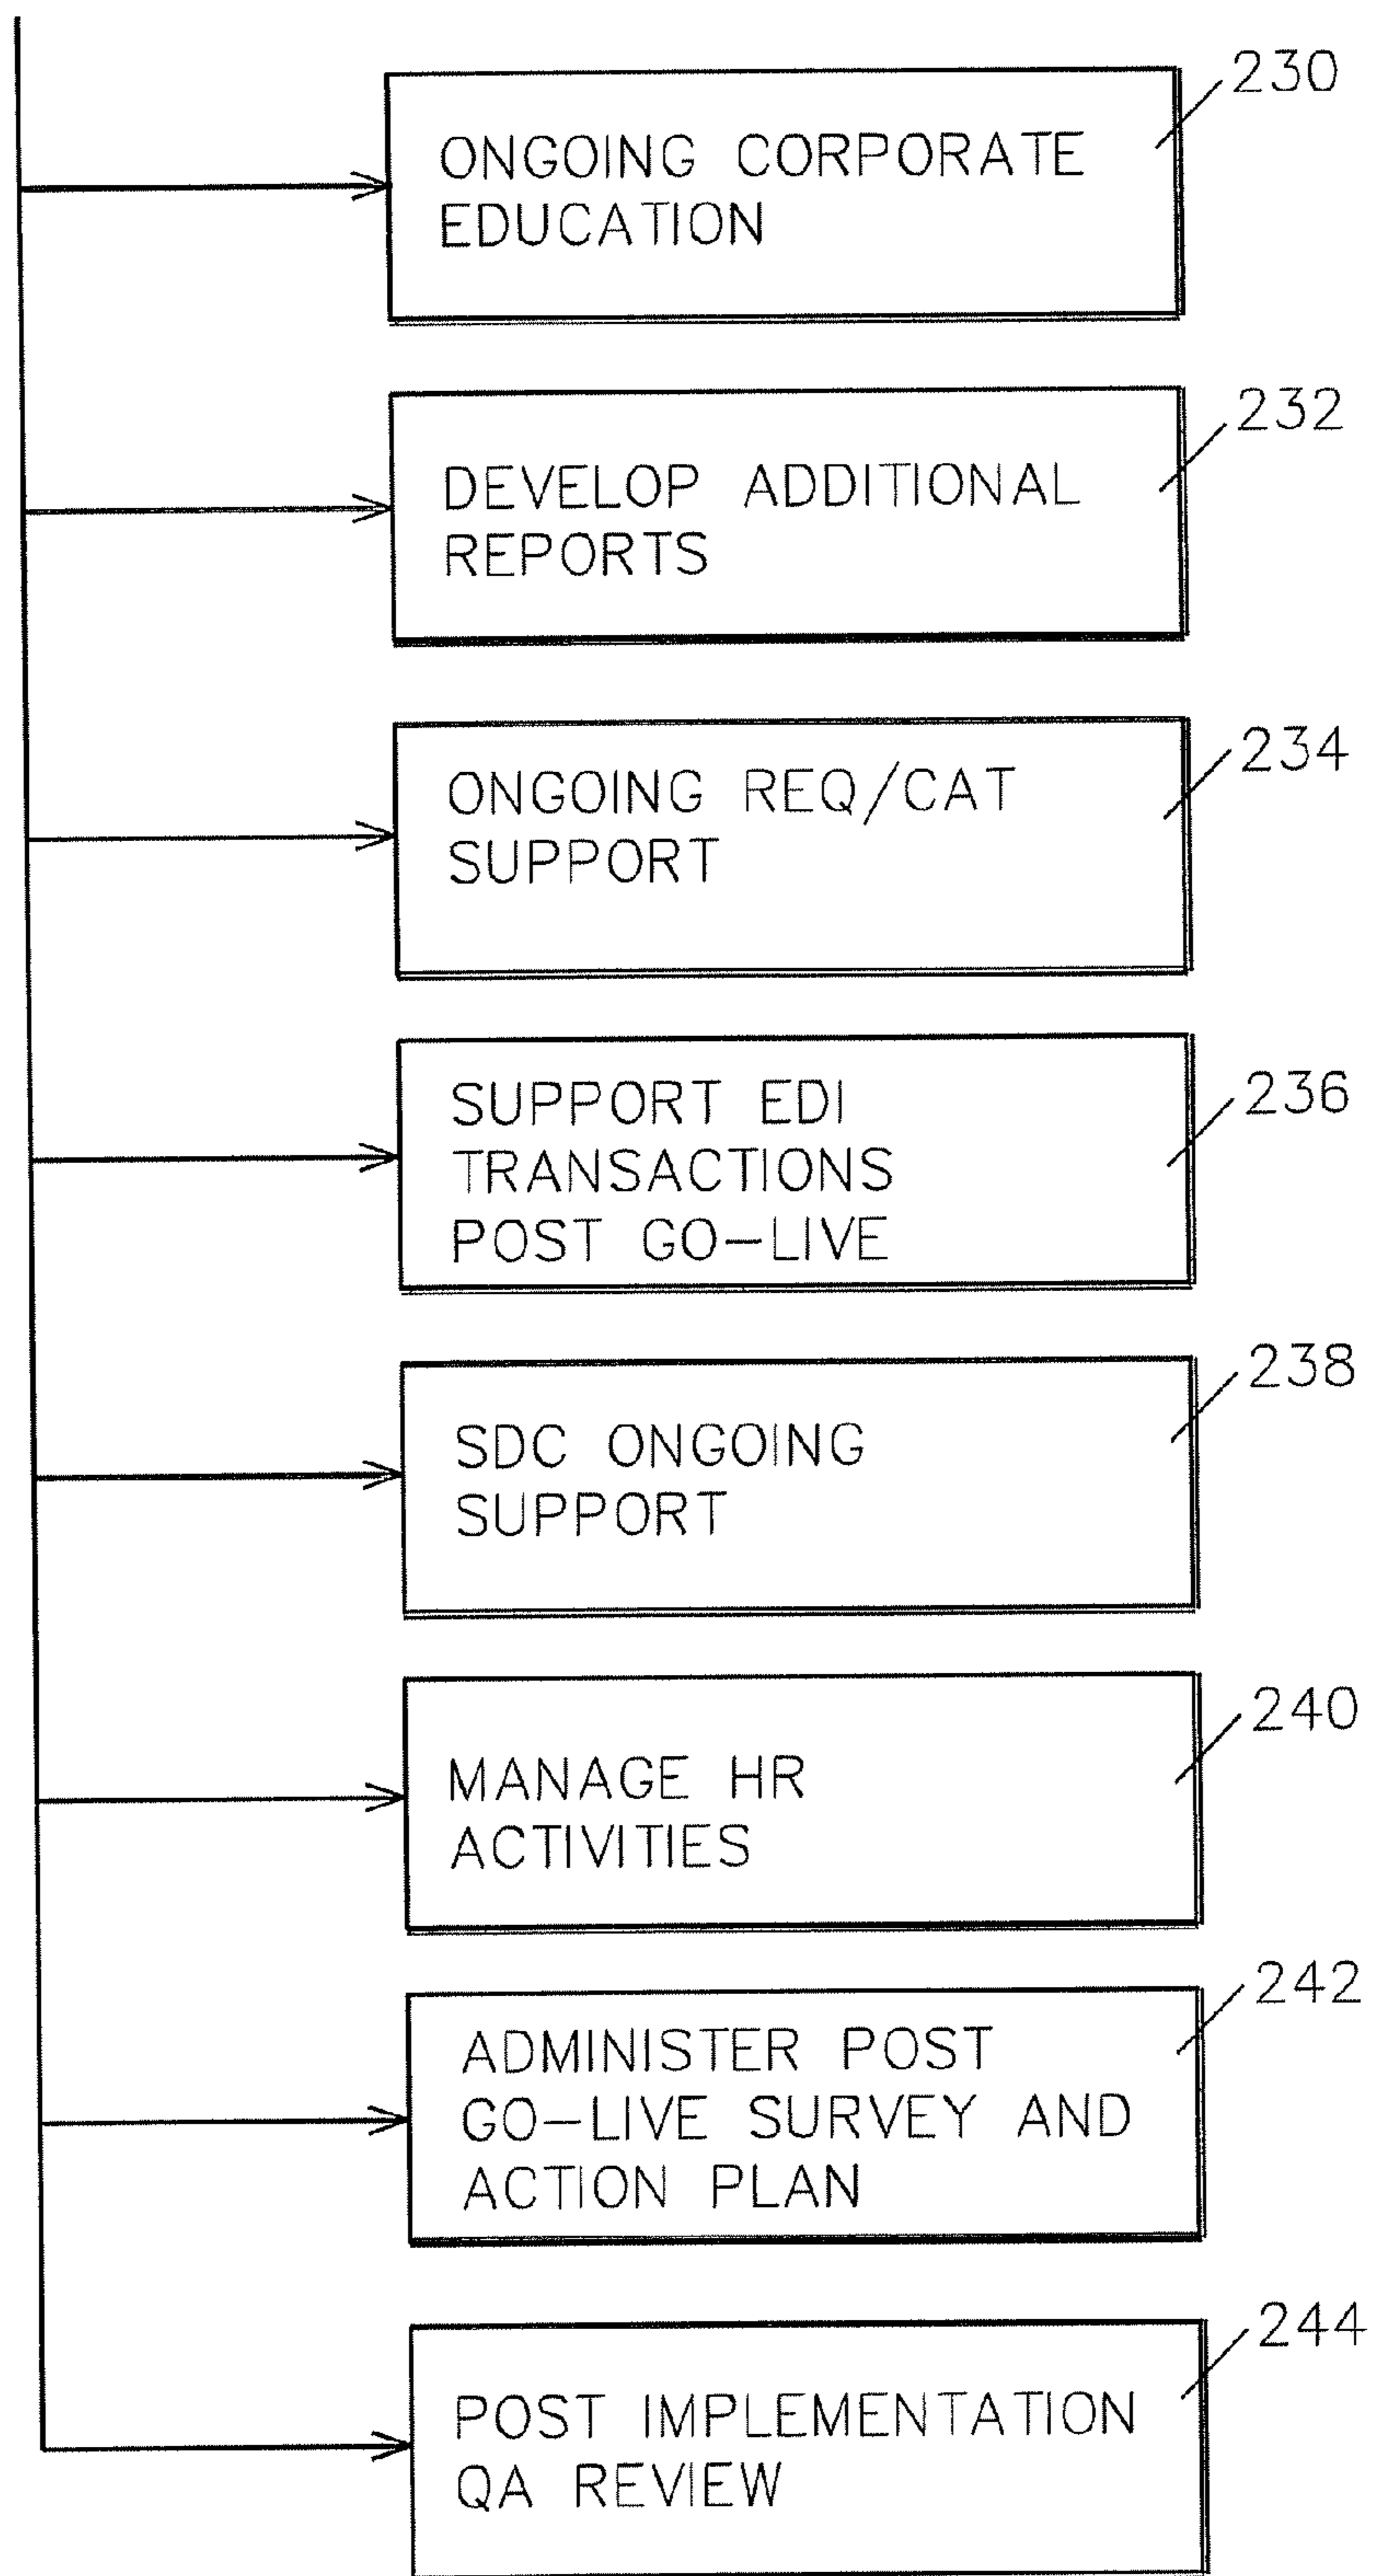 230
ONGOING CORPORATE
EDUCATION
232
DEVELOP ADDITIONAL
REPORTS
234
ONGOING REQ/CAT
SUPPORT
236
SUPPORT EDI
TRANSACTIONS
POST GO-LIVE
238
SDC ONGOING
SUPPORT
240
MANAGE HR
ACTIVITIES
242
ADMINISTER POST
GO-LIVE SURVEY AND
ACTION PLAN
244
POST IMPLEMENTATION
QA REVIEW